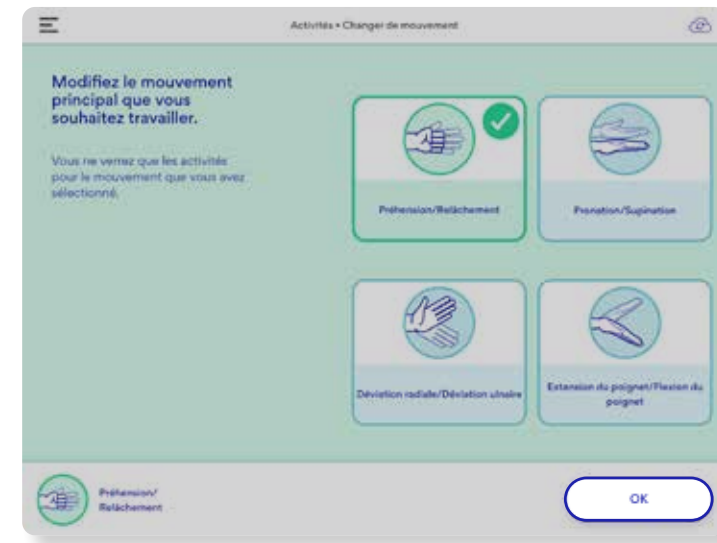 Activités • Changer de mouvement
Modifiez le mouvement
principal que vous
souhaitez travailler.
Vous ne verrez que les activités
pour le mouvement que vous avez
sélectionné.
Préhension/Relâchement
Pronation/Supination
Déviation radiale/Déviation ulnaire
Extension du poignet/Flexion du
poignet
Préhension/
Relâchement
OK